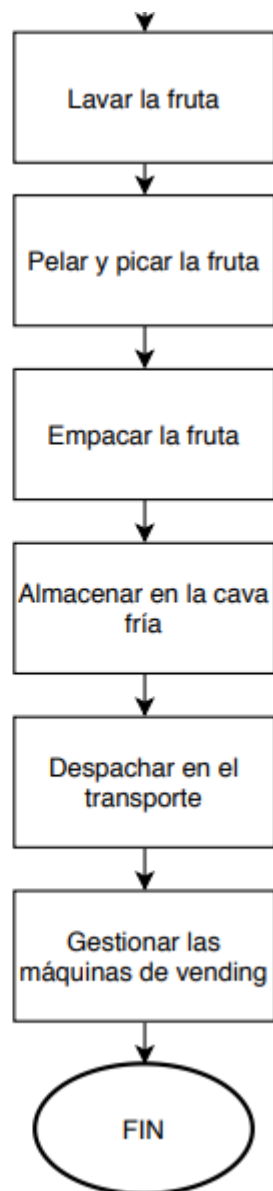 Lavar la fruta
Pelar y picar la fruta
Empacar la fruta
Almacenar en la cava
fría
Despachar en el
transporte
Gestionar las
máquinas de vending
FIN